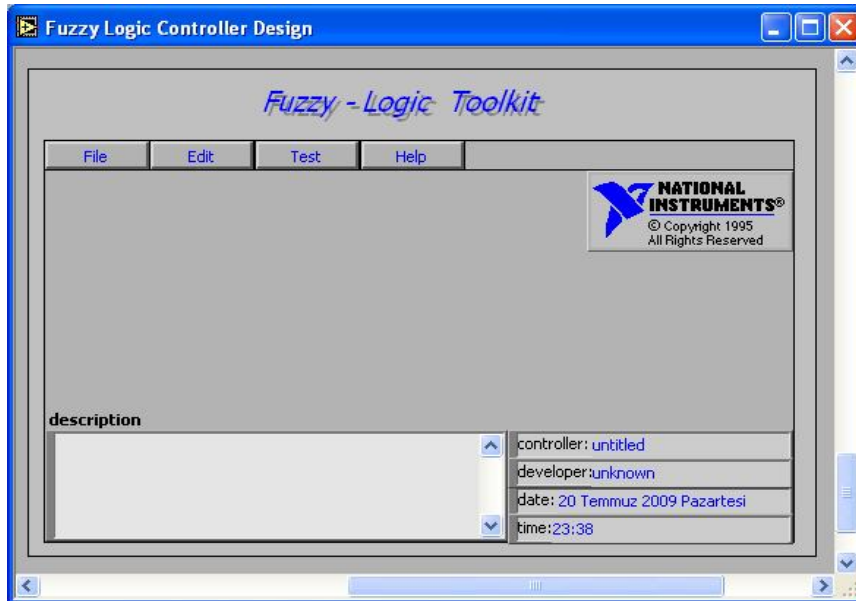 Fuzzy Logic Controller Design
Fuzzy - Logic Toolkit
File Edit Test Help
NATIONAL
INSTRUMENTS®
© Copyright 1995
All Rights Reserved
description
controller: untitled
developer:unknown
date: 20 Temmuz 2009 Pazartesi
time:23:38